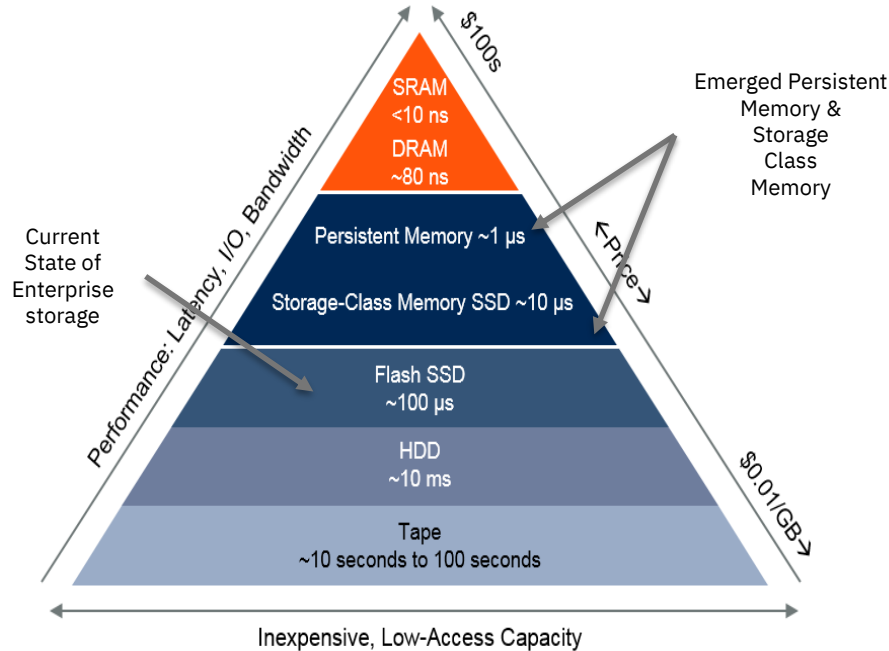 $100s
SRAM
<10 ns
DRAM
~80 ns
Emerged Persistent
Memory &
Storage
Class
Memory
Performance: Latency, I/O, Bandwidth
←Price→
Persistent Memory ~1 µs
Current
State of
Enterprise
storage
Storage-Class Memory SSD ~10 µs
Flash SSD
~100 µs
HDD
~10 ms
$0.01/GB→
Tape
~10 seconds to 100 seconds
Inexpensive, Low-Access Capacity